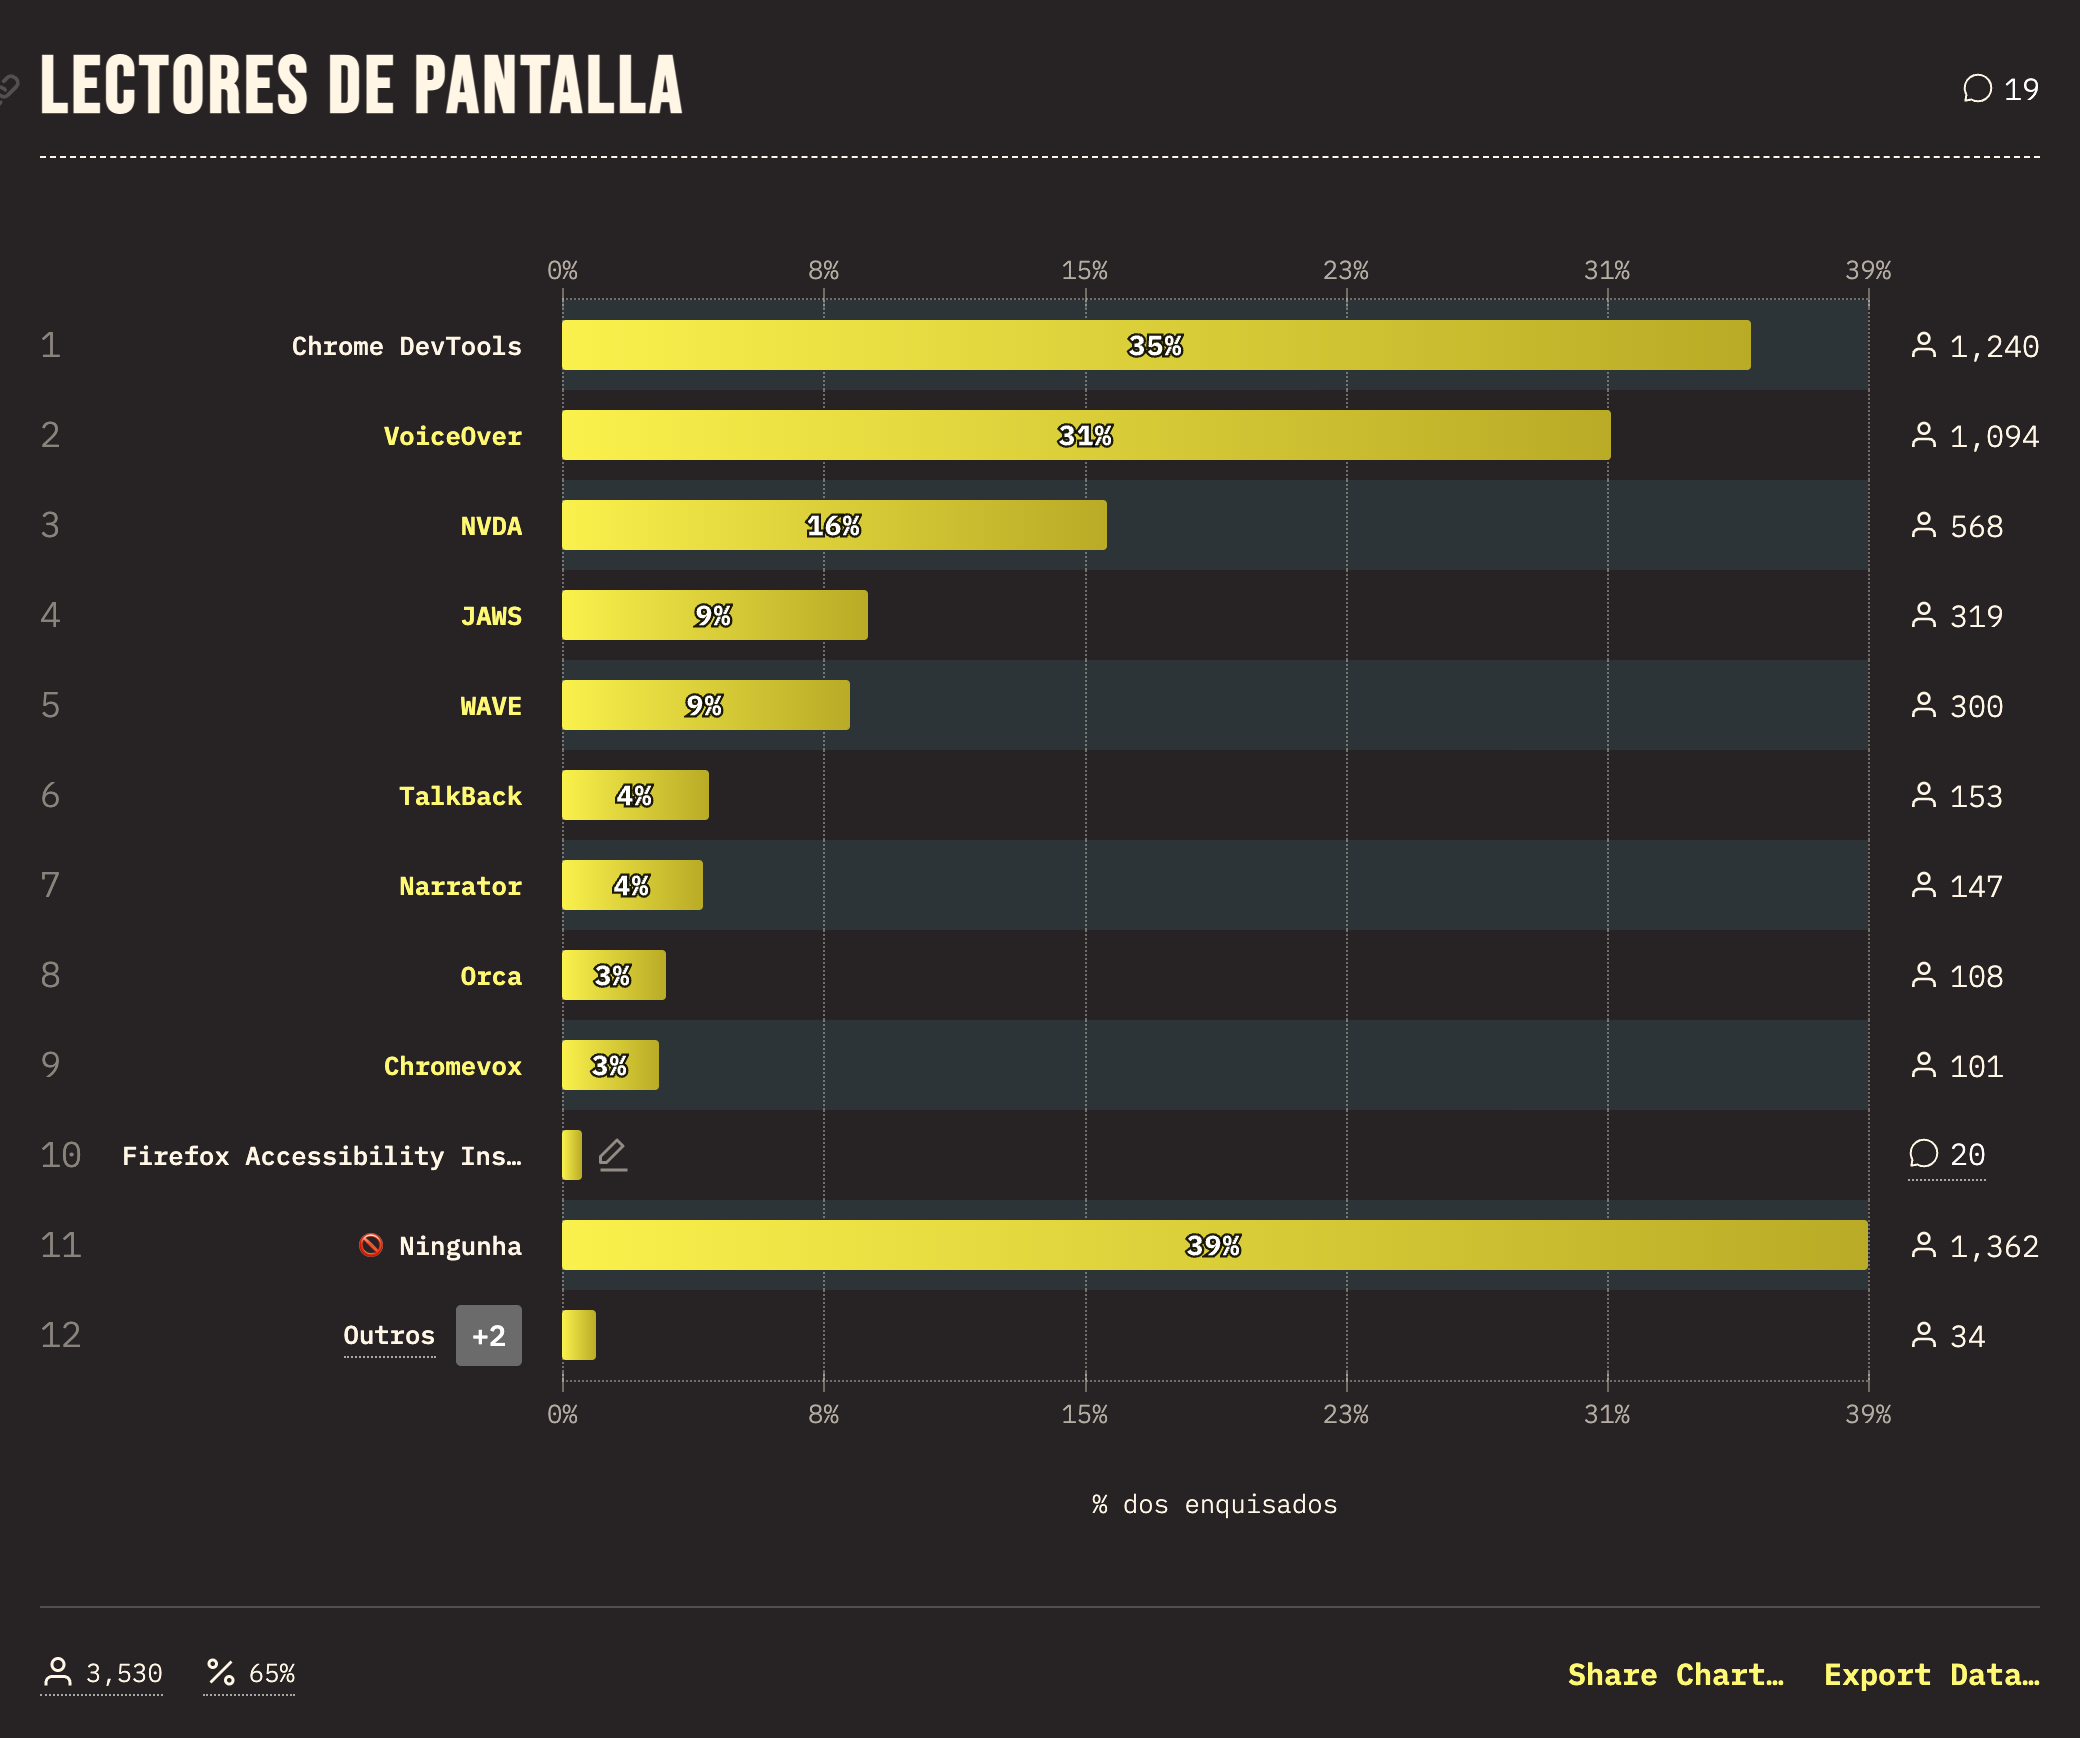 LECTORES DE PANTALLA
19
0% 8% 15% 23% 31% 39%
1 Chrome DevTools 35% 1,240
2 VoiceOver 31% 1,094
3 NVDA 16% 568
4 JAWS 9% 319
5 WAVE 9% 300
6 TalkBack 4% 153
7 Narrator 4% 147
8 Orca 3% 108
9 Chromevox 3% 101
10 Firefox Accessibility Ins… 20
11 Ningunha 39% 1,362
12 Outros +2 34
0% 8% 15% 23% 31% 39%
% dos enquisados
3,530 65% Share Chart… Export Data…